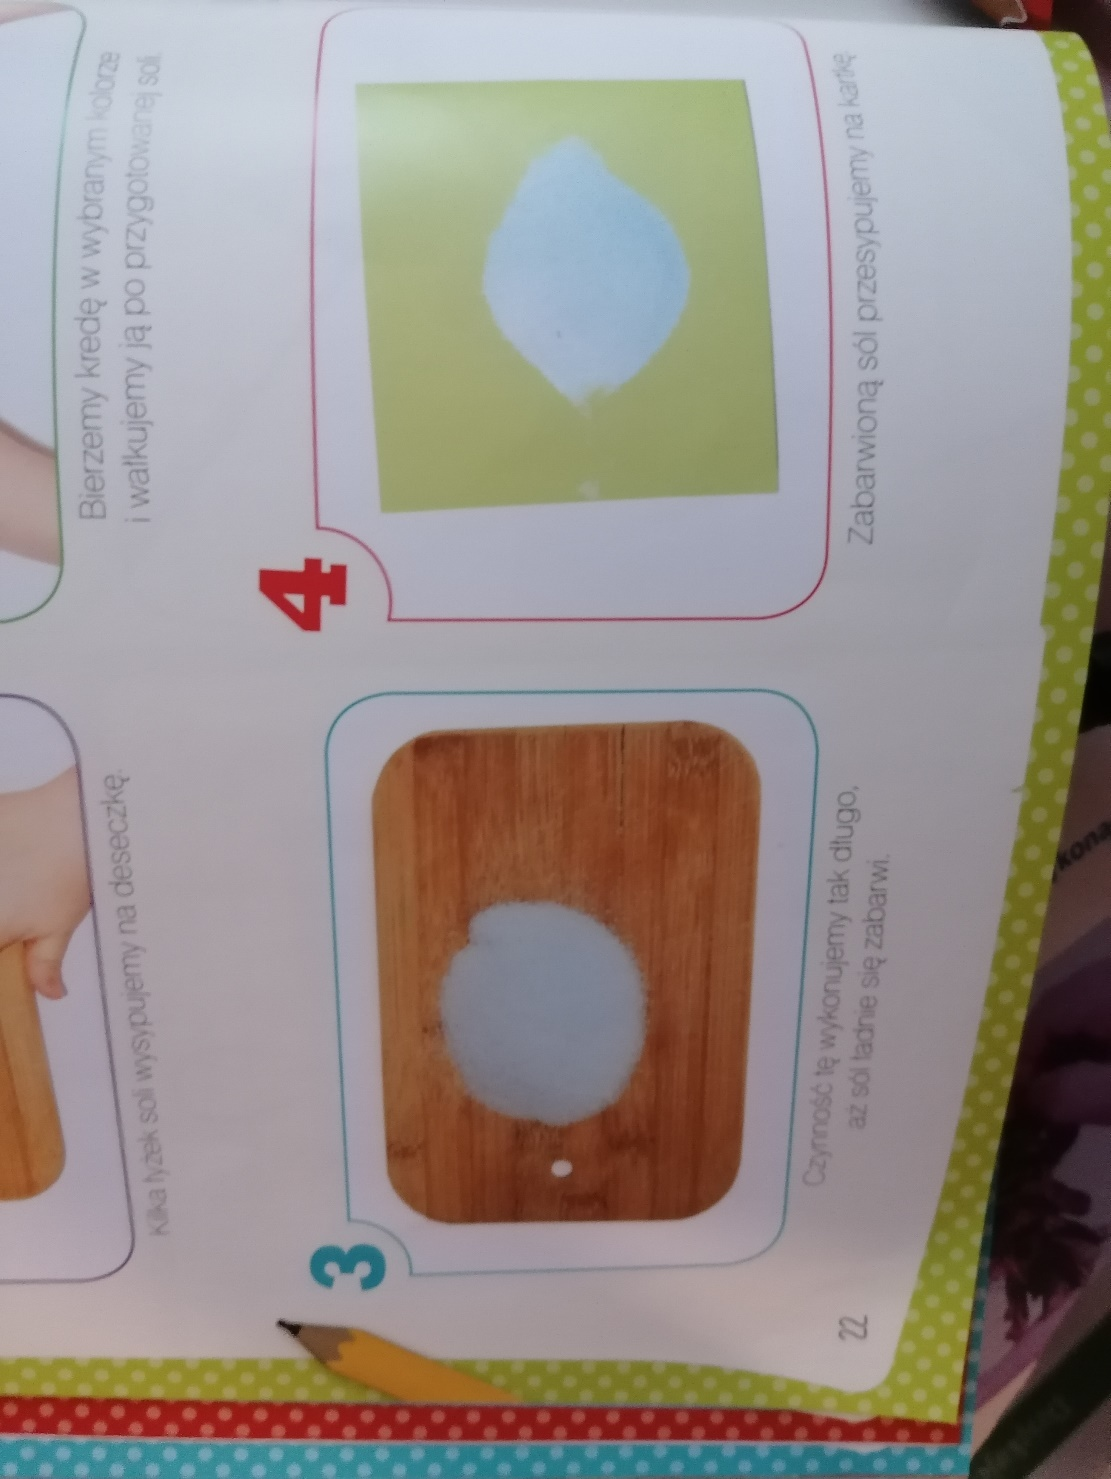 Kilka łyżek soli wysypujemy na deseczkę.
Bierzemy kredę w wybranym kolorze
i wałkujemy ją po przygotowanej soli.
3
Czynność tę wykonujemy tak długo,
aż sól ładnie się zabarwi.
4
Zabarwioną sól przesypujemy na kartkę.
22